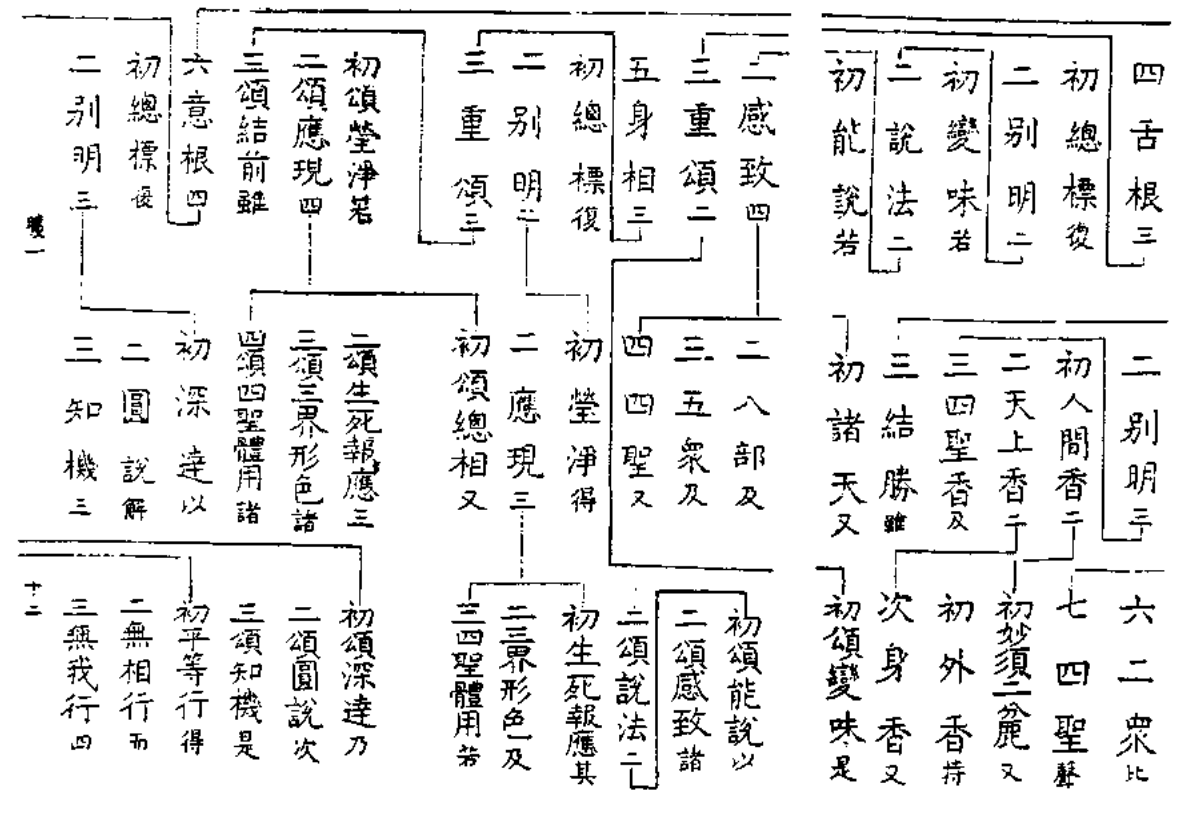 四舌根三
初總標復
二別明二
初變味若
二說法二
初能說若
二感致四
三重頌二
五身相三
初總標復
二別明二
三重頌三
初頌瑩淨若
二頌應現四
三頌結前雖
六意根四
初總標復
二別明三
二別明三
初人間香二
二天上香二
三四聖香及
三結勝雖
初諸天又
二八部及
三五衆及
四四聖又
初瑩淨得
二應現三
初頌總相又
二頌生死報應三
三頌三界形色諸
四頌四聖體用諸
初深達以
二圓說解
三知機三
六二衆比
七四聖聲
初妙須二分麁又
初外香持
次身香又
初頌變味是
初頌能說以
二頌感致諸
二頌說法二
初生死報應其
二三界形色及
三四聖體用若
初頌深達乃
二頌圓說次
三頌知機是
初平等行得
二無相行而
三無我行四
十二